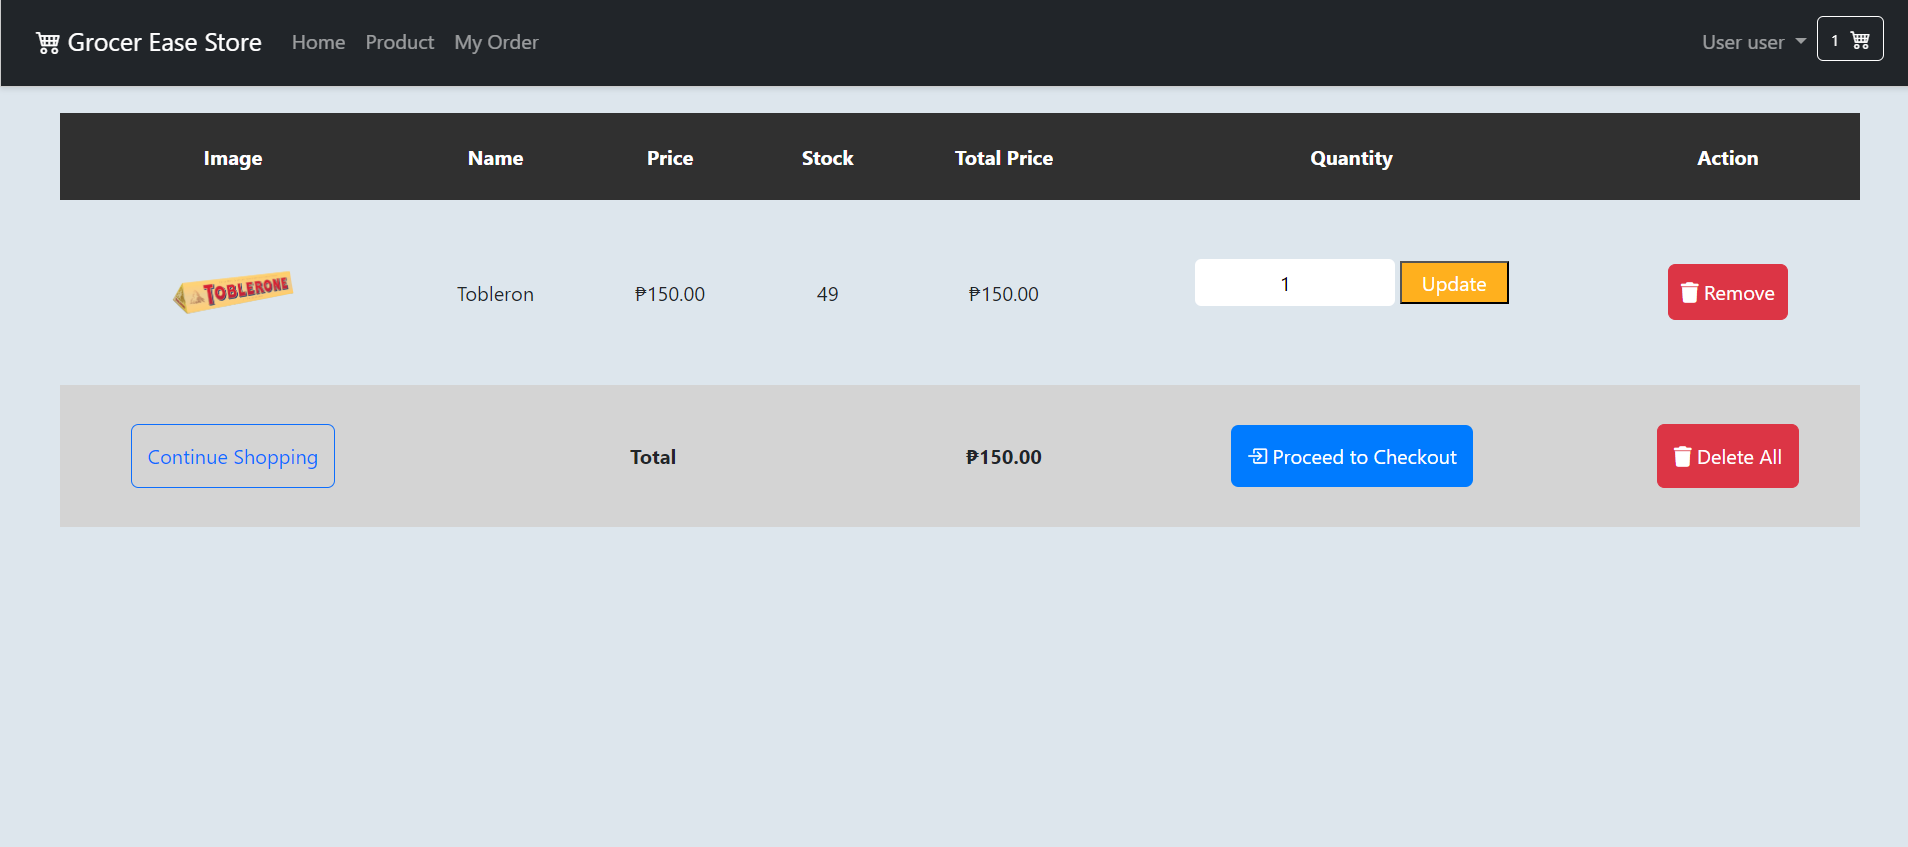 Grocer Ease Store Home Product My Order User user 1
Image Name Price Stock Total Price Quantity Action
TOBLERONE Tobleron ₱150.00 49 ₱150.00 1 Update Remove
Continue Shopping Total ₱150.00 Proceed to Checkout Delete All